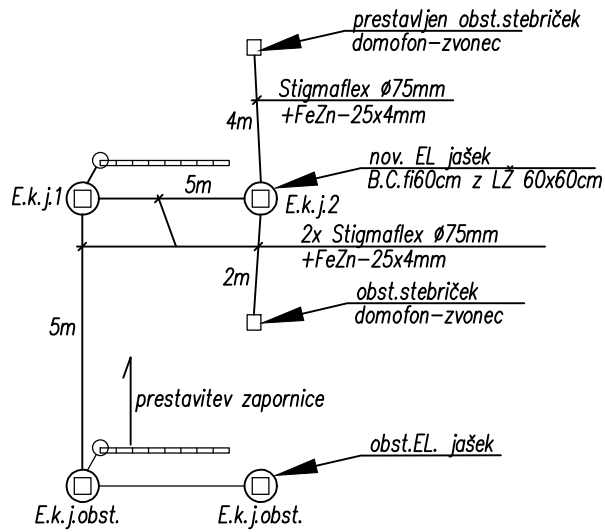 prestavljen obst.stebriček
domofon-zvonec
Stigmaflex ø75mm
+FeZn-25x4mm
4m
nov. EL jašek
B.C.fi60cm z LŽ 60x60cm
5m
E.k.j.1
E.k.j.2
2x Stigmaflex ø75mm
+FeZn-25x4mm
2m
obst.stebriček
domofon-zvonec
5m
prestavitev zapornice
obst.EL. jašek
E.k.j.obst.
E.k.j.obst.